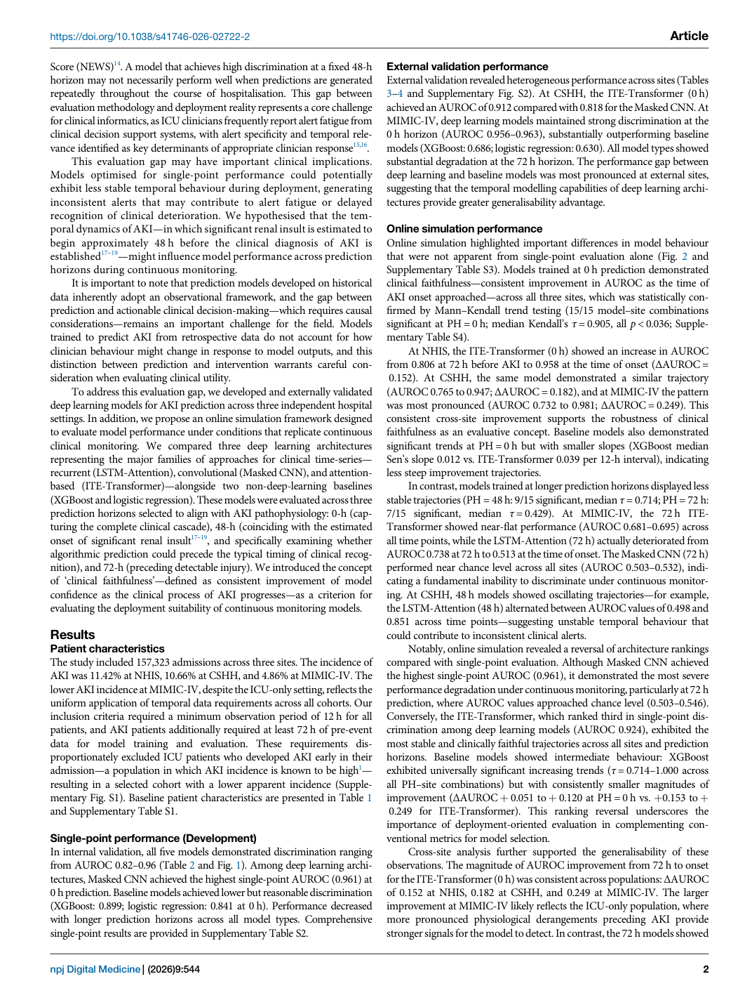 https://doi.org/10.1038/s41746-026-02722-2
Article
Score (NEWS)14. A model that achieves high discrimination at a fixed 48-h
horizon may not necessarily perform well when predictions are generated
repeatedly throughout the course of hospitalisation. This gap between
evaluation methodology and deployment reality represents a core challenge
for clinical informatics, as ICU clinicians frequently report alert fatigue from
clinical decision support systems, with alert specificity and temporal rele-
vance identified as key determinants of appropriate clinician response15,16.
This evaluation gap may have important clinical implications.
Models optimised for single-point performance could potentially
exhibit less stable temporal behaviour during deployment, generating
inconsistent alerts that may contribute to alert fatigue or delayed
recognition of clinical deterioration. We hypothesised that the tem-
poral dynamics of AKI—in which significant renal insult is estimated to
begin approximately 48 h before the clinical diagnosis of AKI is
established17–19—might influence model performance across prediction
horizons during continuous monitoring.
It is important to note that prediction models developed on historical
data inherently adopt an observational framework, and the gap between
prediction and actionable clinical decision-making—which requires causal
considerations—remains an important challenge for the field. Models
trained to predict AKI from retrospective data do not account for how
clinician behaviour might change in response to model outputs, and this
distinction between prediction and intervention warrants careful con-
sideration when evaluating clinical utility.
To address this evaluation gap, we developed and externally validated
deep learning models for AKI prediction across three independent hospital
settings. In addition, we propose an online simulation framework designed
to evaluate model performance under conditions that replicate continuous
clinical monitoring. We compared three deep learning architectures
representing the major families of approaches for clinical time-series—
recurrent (LSTM-Attention), convolutional (Masked CNN), and attention-
based (ITE-Transformer)—alongside two non-deep-learning baselines
(XGBoost and logistic regression). These models were evaluated across three
prediction horizons selected to align with AKI pathophysiology: 0-h (cap-
turing the complete clinical cascade), 48-h (coinciding with the estimated
onset of significant renal insult17–19, and specifically examining whether
algorithmic prediction could precede the typical timing of clinical recog-
nition), and 72-h (preceding detectable injury). We introduced the concept
of ‘clinical faithfulness’—defined as consistent improvement of model
confidence as the clinical process of AKI progresses—as a criterion for
evaluating the deployment suitability of continuous monitoring models.
Results
Patient characteristics
The study included 157,323 admissions across three sites. The incidence of
AKI was 11.42% at NHIS, 10.66% at CSHH, and 4.86% at MIMIC-IV. The
lower AKI incidence at MIMIC-IV, despite the ICU-only setting, reflects the
uniform application of temporal data requirements across all cohorts. Our
inclusion criteria required a minimum observation period of 12 h for all
patients, and AKI patients additionally required at least 72 h of pre-event
data for model training and evaluation. These requirements dis-
proportionately excluded ICU patients who developed AKI early in their
admission—a population in which AKI incidence is known to be high1—
resulting in a selected cohort with a lower apparent incidence (Supple-
mentary Fig. S1). Baseline patient characteristics are presented in Table 1
and Supplementary Table S1.
Single-point performance (Development)
In internal validation, all five models demonstrated discrimination ranging
from AUROC 0.82–0.96 (Table 2 and Fig. 1). Among deep learning archi-
tectures, Masked CNN achieved the highest single-point AUROC (0.961) at
0 h prediction. Baseline models achieved lower but reasonable discrimination
(XGBoost: 0.899; logistic regression: 0.841 at 0 h). Performance decreased
with longer prediction horizons across all model types. Comprehensive
single-point results are provided in Supplementary Table S2.
External validation performance
External validation revealed heterogeneous performance across sites (Tables
3–4 and Supplementary Fig. S2). At CSHH, the ITE-Transformer (0 h)
achieved an AUROC of 0.912 compared with 0.818 for the Masked CNN. At
MIMIC-IV, deep learning models maintained strong discrimination at the
0 h horizon (AUROC 0.956–0.963), substantially outperforming baseline
models (XGBoost: 0.686; logistic regression: 0.630). All model types showed
substantial degradation at the 72 h horizon. The performance gap between
deep learning and baseline models was most pronounced at external sites,
suggesting that the temporal modelling capabilities of deep learning archi-
tectures provide greater generalisability advantage.
Online simulation performance
Online simulation highlighted important differences in model behaviour
that were not apparent from single-point evaluation alone (Fig. 2 and
Supplementary Table S3). Models trained at 0 h prediction demonstrated
clinical faithfulness—consistent improvement in AUROC as the time of
AKI onset approached—across all three sites, which was statistically con-
firmed by Mann–Kendall trend testing (15/15 model–site combinations
significant at PH = 0 h; median Kendall’s τ = 0.905, all p < 0.036; Supple-
mentary Table S4).
At NHIS, the ITE-Transformer (0 h) showed an increase in AUROC
from 0.806 at 72 h before AKI to 0.958 at the time of onset (ΔAUROC =
0.152). At CSHH, the same model demonstrated a similar trajectory
(AUROC 0.765 to 0.947; ΔAUROC = 0.182), and at MIMIC-IV the pattern
was most pronounced (AUROC 0.732 to 0.981; ΔAUROC = 0.249). This
consistent cross-site improvement supports the robustness of clinical
faithfulness as an evaluative concept. Baseline models also demonstrated
significant trends at PH = 0 h but with smaller slopes (XGBoost median
Sen’s slope 0.012 vs. ITE-Transformer 0.039 per 12-h interval), indicating
less steep improvement trajectories.
In contrast, models trained at longer prediction horizons displayed less
stable trajectories (PH = 48 h: 9/15 significant, median τ = 0.714; PH = 72 h:
7/15 significant, median τ = 0.429). At MIMIC-IV, the 72 h ITE-
Transformer showed near-flat performance (AUROC 0.681–0.695) across
all time points, while the LSTM-Attention (72 h) actually deteriorated from
AUROC 0.738 at 72 h to 0.513 at the time of onset. The Masked CNN (72 h)
performed near chance level across all sites (AUROC 0.503–0.532), indi-
cating a fundamental inability to discriminate under continuous monitor-
ing. At CSHH, 48 h models showed oscillating trajectories—for example,
the LSTM-Attention (48 h) alternated between AUROC values of 0.498 and
0.851 across time points—suggesting unstable temporal behaviour that
could contribute to inconsistent clinical alerts.
Notably, online simulation revealed a reversal of architecture rankings
compared with single-point evaluation. Although Masked CNN achieved
the highest single-point AUROC (0.961), it demonstrated the most severe
performance degradation under continuous monitoring, particularly at 72 h
prediction, where AUROC values approached chance level (0.503–0.546).
Conversely, the ITE-Transformer, which ranked third in single-point dis-
crimination among deep learning models (AUROC 0.924), exhibited the
most stable and clinically faithful trajectories across all sites and prediction
horizons. Baseline models showed intermediate behaviour: XGBoost
exhibited universally significant increasing trends (τ = 0.714–1.000 across
all PH–site combinations) but with consistently smaller magnitudes of
improvement (ΔAUROC + 0.051 to + 0.120 at PH = 0 h vs. +0.153 to +
0.249 for ITE-Transformer). This ranking reversal underscores the
importance of deployment-oriented evaluation in complementing con-
ventional metrics for model selection.
Cross-site analysis further supported the generalisability of these
observations. The magnitude of AUROC improvement from 72 h to onset
for the ITE-Transformer (0 h) was consistent across populations: ΔAUROC
of 0.152 at NHIS, 0.182 at CSHH, and 0.249 at MIMIC-IV. The larger
improvement at MIMIC-IV likely reflects the ICU-only population, where
more pronounced physiological derangements preceding AKI provide
stronger signals for the model to detect. In contrast, the 72 h models showed
npj Digital Medicine | (2026)9:544
2